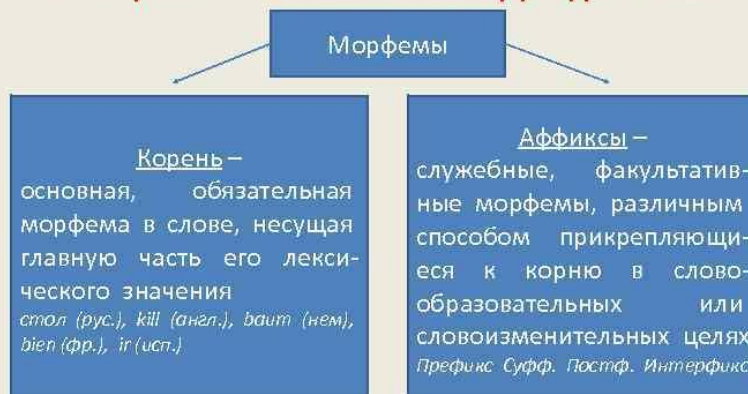 Морфемы
Корень –
основная, обязательная
морфема в слове, несущая
главную часть его лекси-
ческого значения
стол (рус.), kill (англ.), baum (нем),
bien (фр.), ir (исп.)
Аффиксы –
служебные, факультатив-
ные морфемы, различным
способом прикрепляющи-
еся к корню в слово-
образовательных или
словоизменительных целях
Префикс Суфф. Постф. Интерфикс